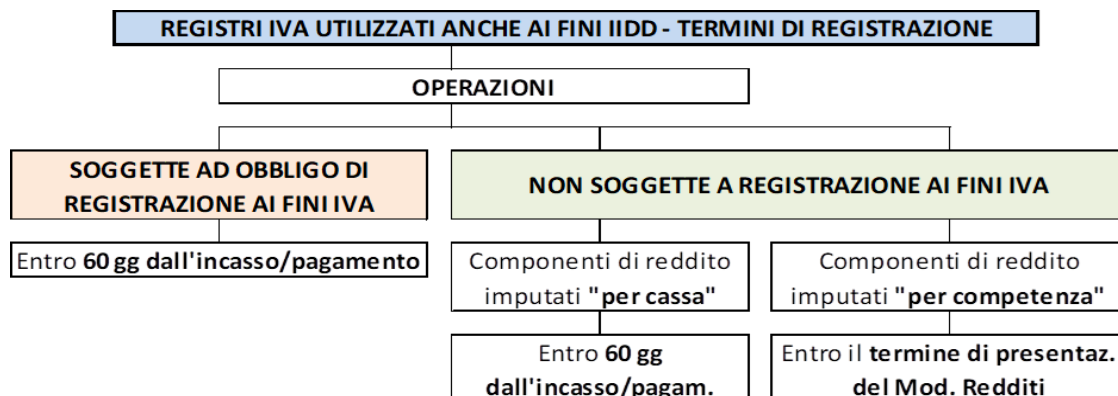 REGISTRI IVA UTILIZZATI ANCHE AI FINI IIDD - TERMINI DI REGISTRAZIONE
OPERAZIONI
SOGGETTE AD OBBLIGO DI
REGISTRAZIONE AI FINI IVA
NON SOGGETTE A REGISTRAZIONE AI FINI IVA
Entro 60 gg dall'incasso/pagamento
Componenti di reddito
imputati "per cassa"
Componenti di reddito
imputati "per competenza"
Entro 60 gg
dall'incasso/pagam.
Entro il termine di presentaz.
del Mod. Redditi